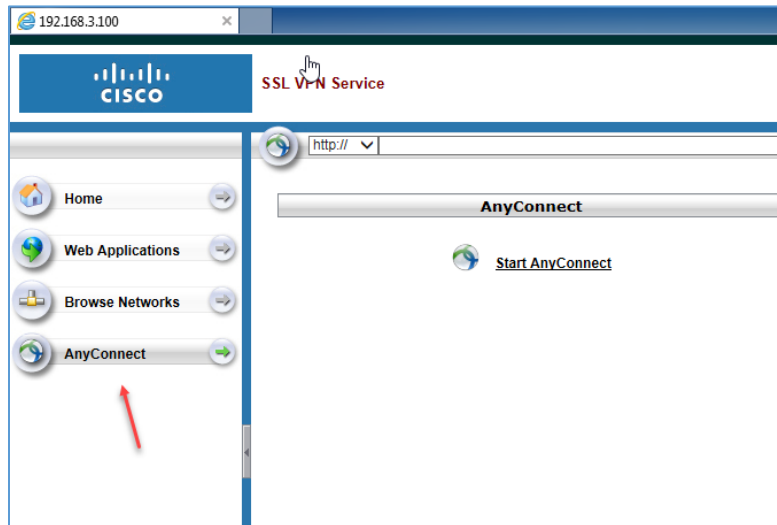 192.168.3.100
CISCO
SSL VPN Service
http://
Home
AnyConnect
Web Applications
Start AnyConnect
Browse Networks
AnyConnect